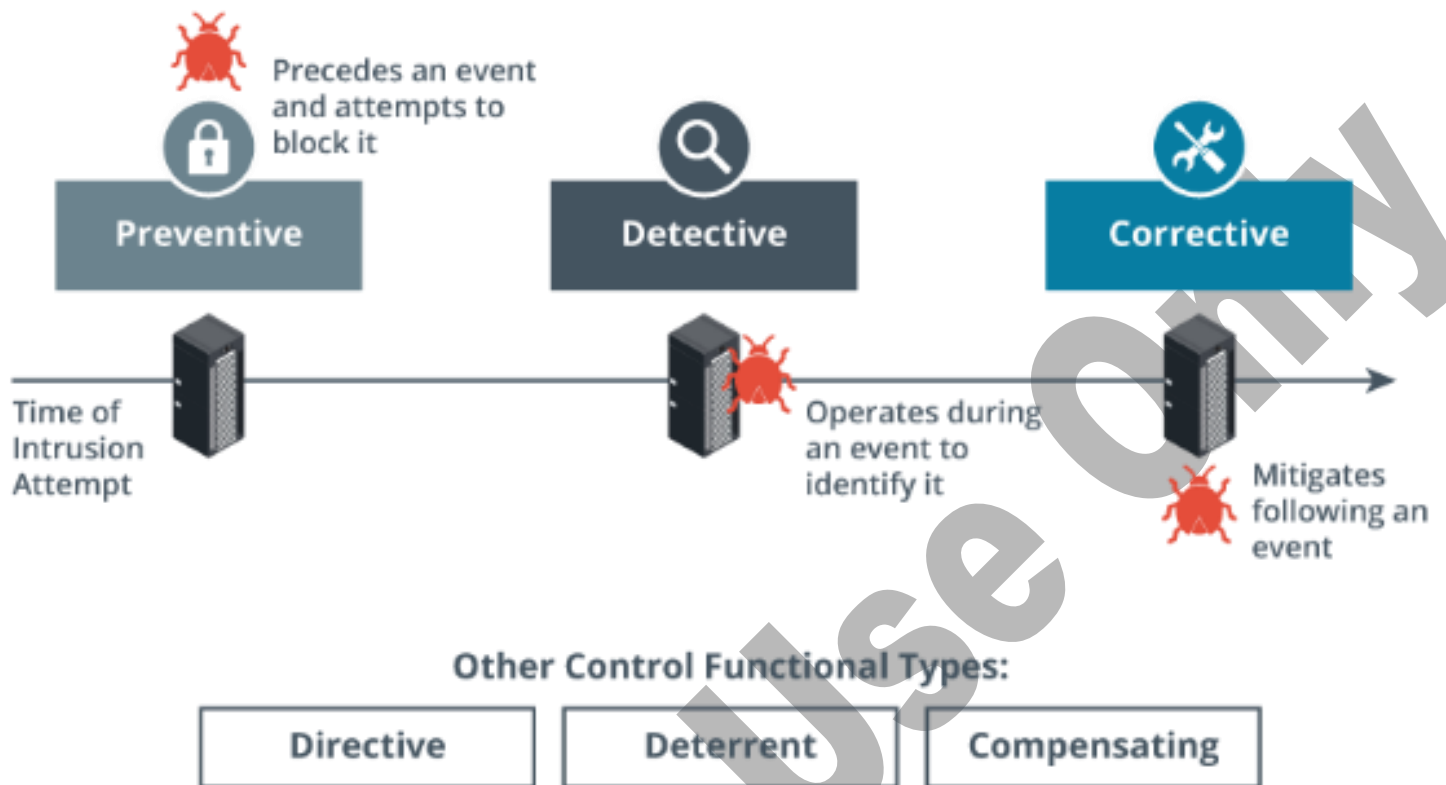 Precedes an event
and attempts to
block it
Preventive
Detective
Corrective
Time of
Intrusion
Attempt
Operates during
an event to
identify it
Mitigates
following an
event
Other Control Functional Types:
Directive
Deterrent
Compensating
Use Only